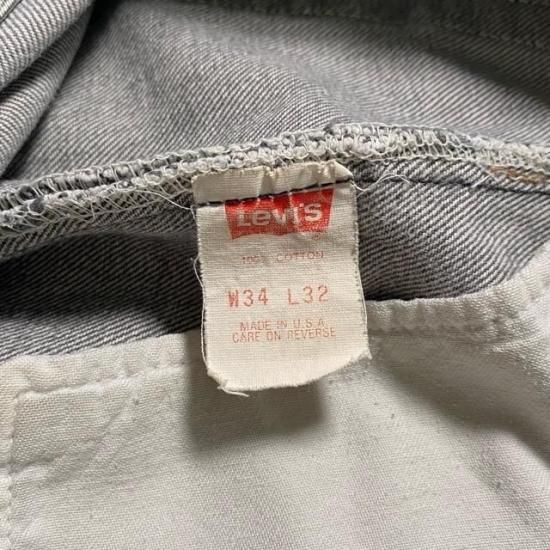 Levi's
100% COTTON
W34 L32
MADE IN U.S.A.
CARE ON REVERSE